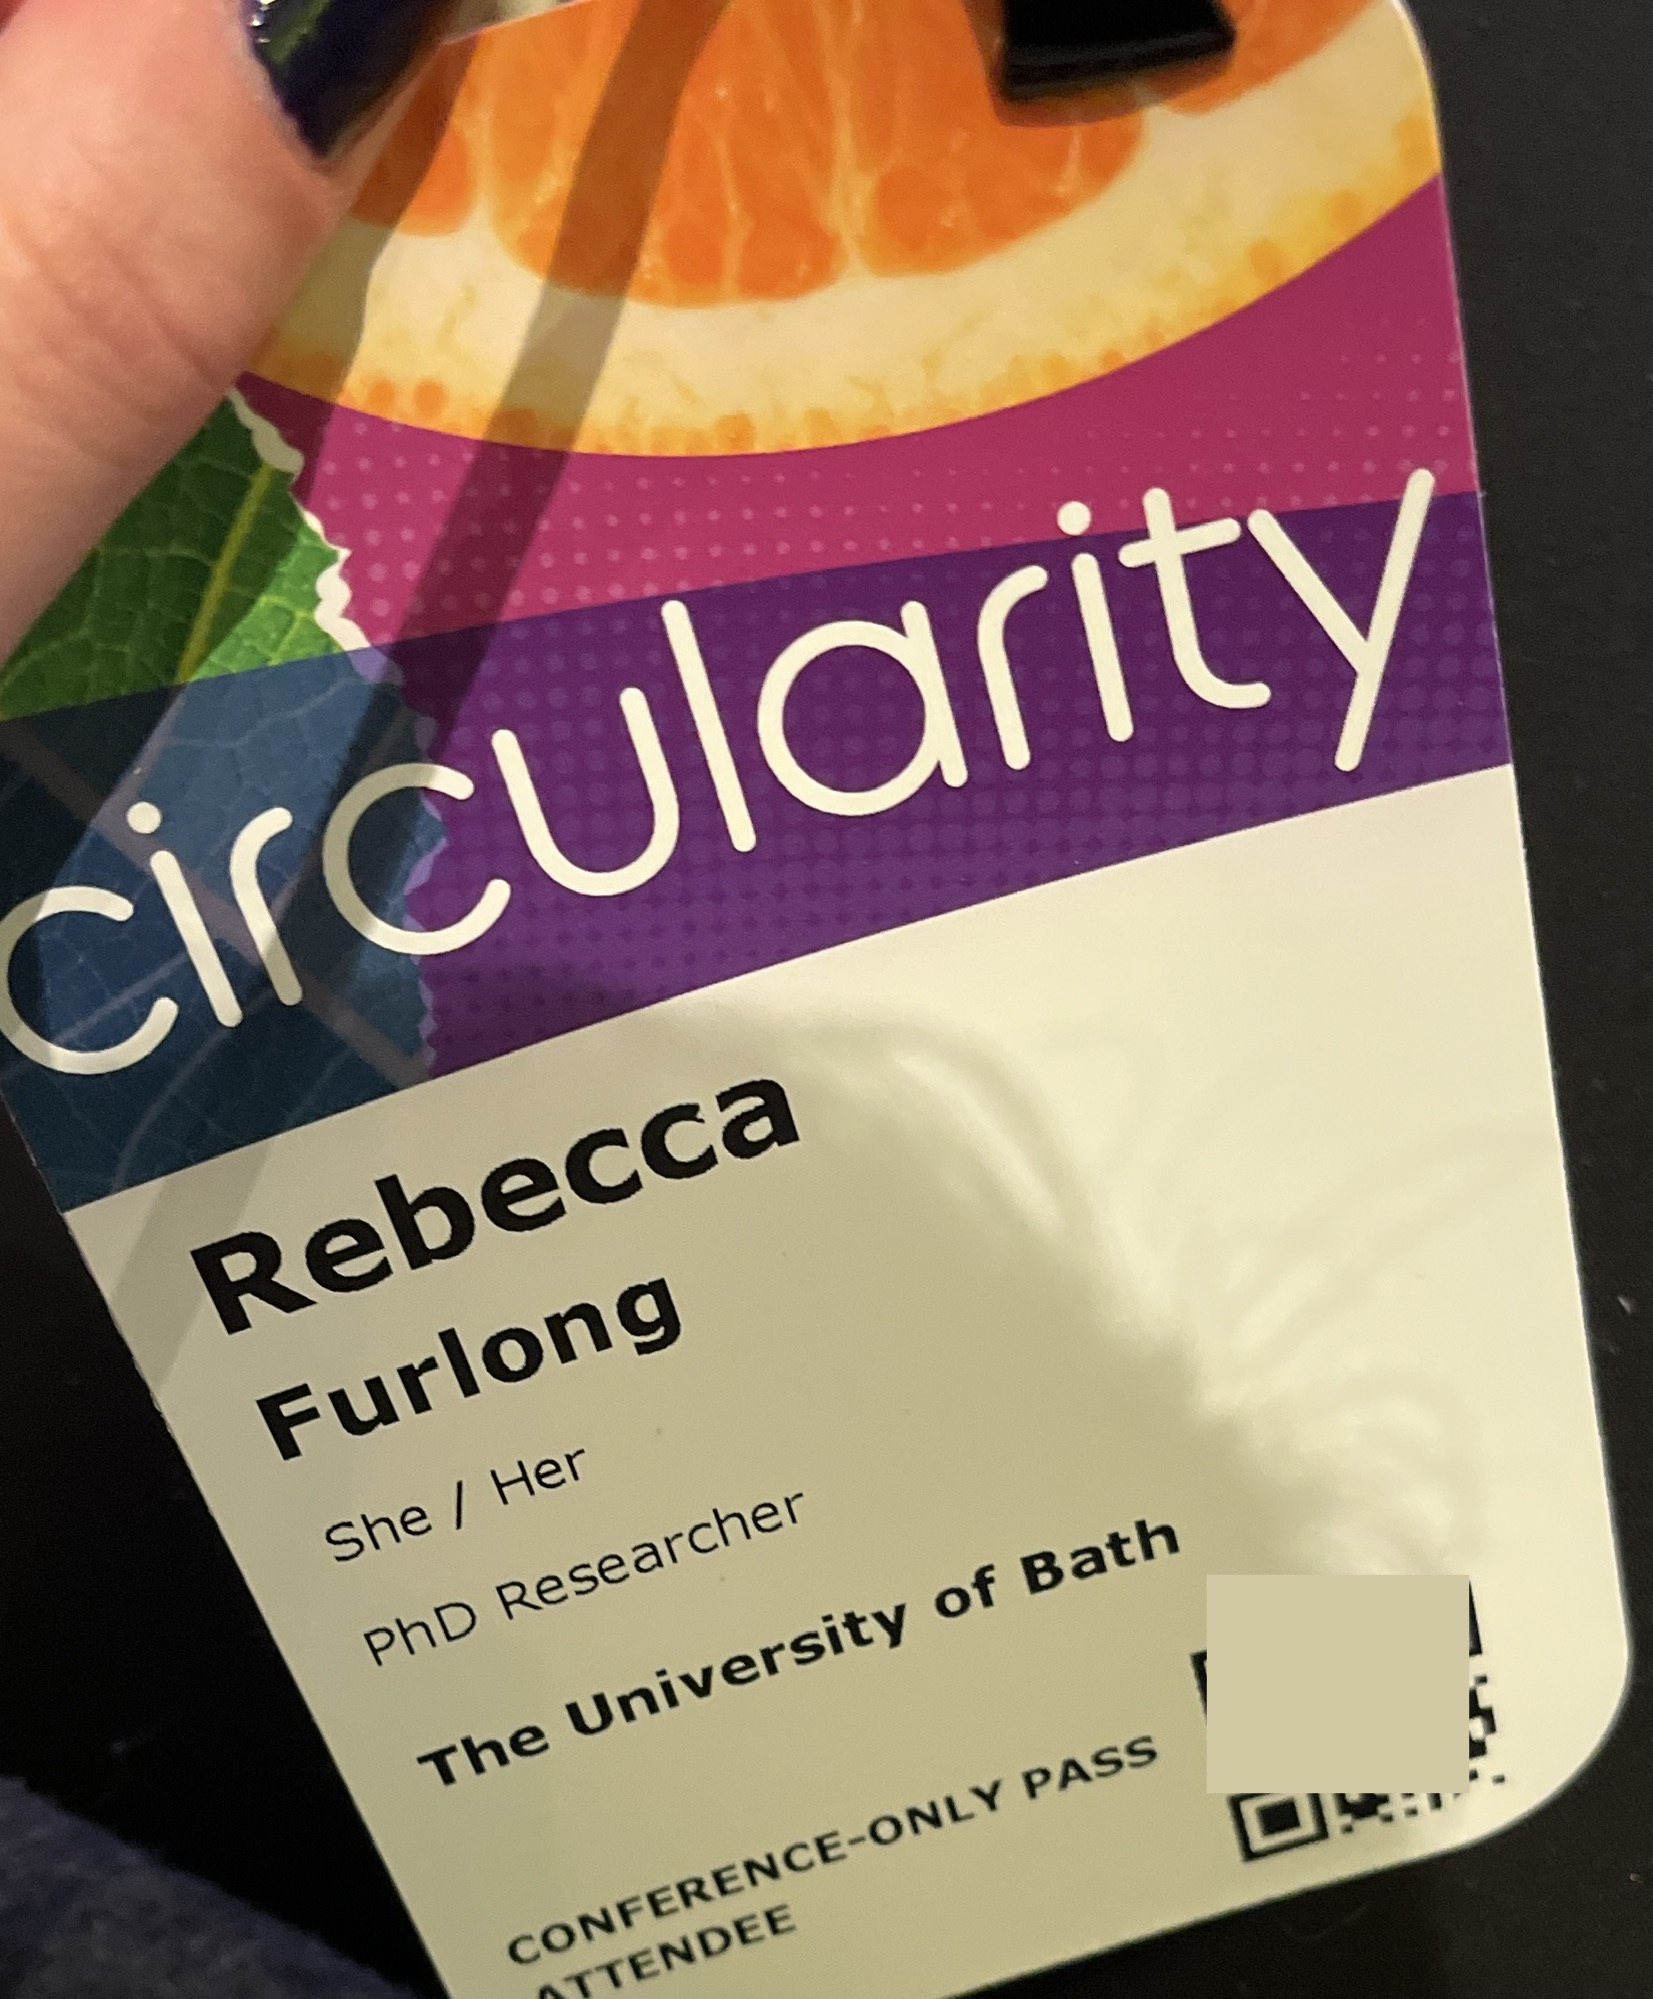 circularity
Rebecca
Furlong
She / Her
PhD Researcher
The University of Bath
CONFERENCE-ONLY PASS
ATTENDEE